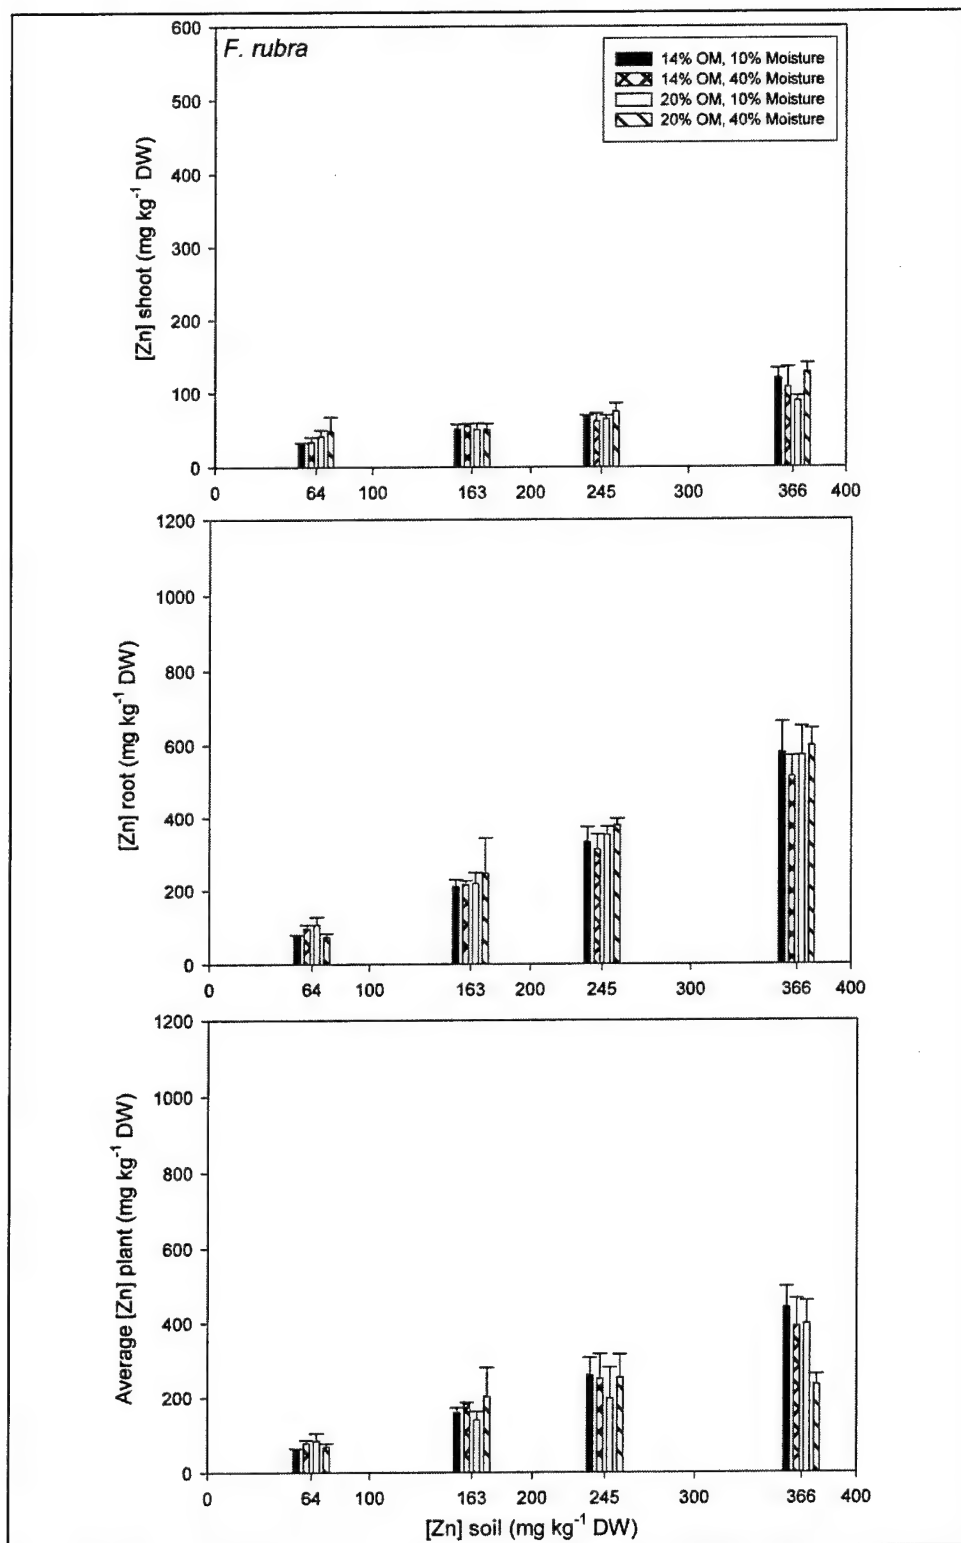 F. rubra
14% OM, 10% Moisture
14% OM, 40% Moisture
20% OM, 10% Moisture
20% OM, 40% Moisture
[Zn] shoot (mg kg⁻¹ DW)
600
500
400
300
200
100
0
0 64 100 163 200 245 300 366 400
[Zn] root (mg kg⁻¹ DW)
1200
1000
800
600
400
200
0
0 64 100 163 200 245 300 366 400
Average [Zn] plant (mg kg⁻¹ DW)
1200
1000
800
600
400
200
0
0 64 100 163 200 245 300 366 400
[Zn] soil (mg kg⁻¹ DW)